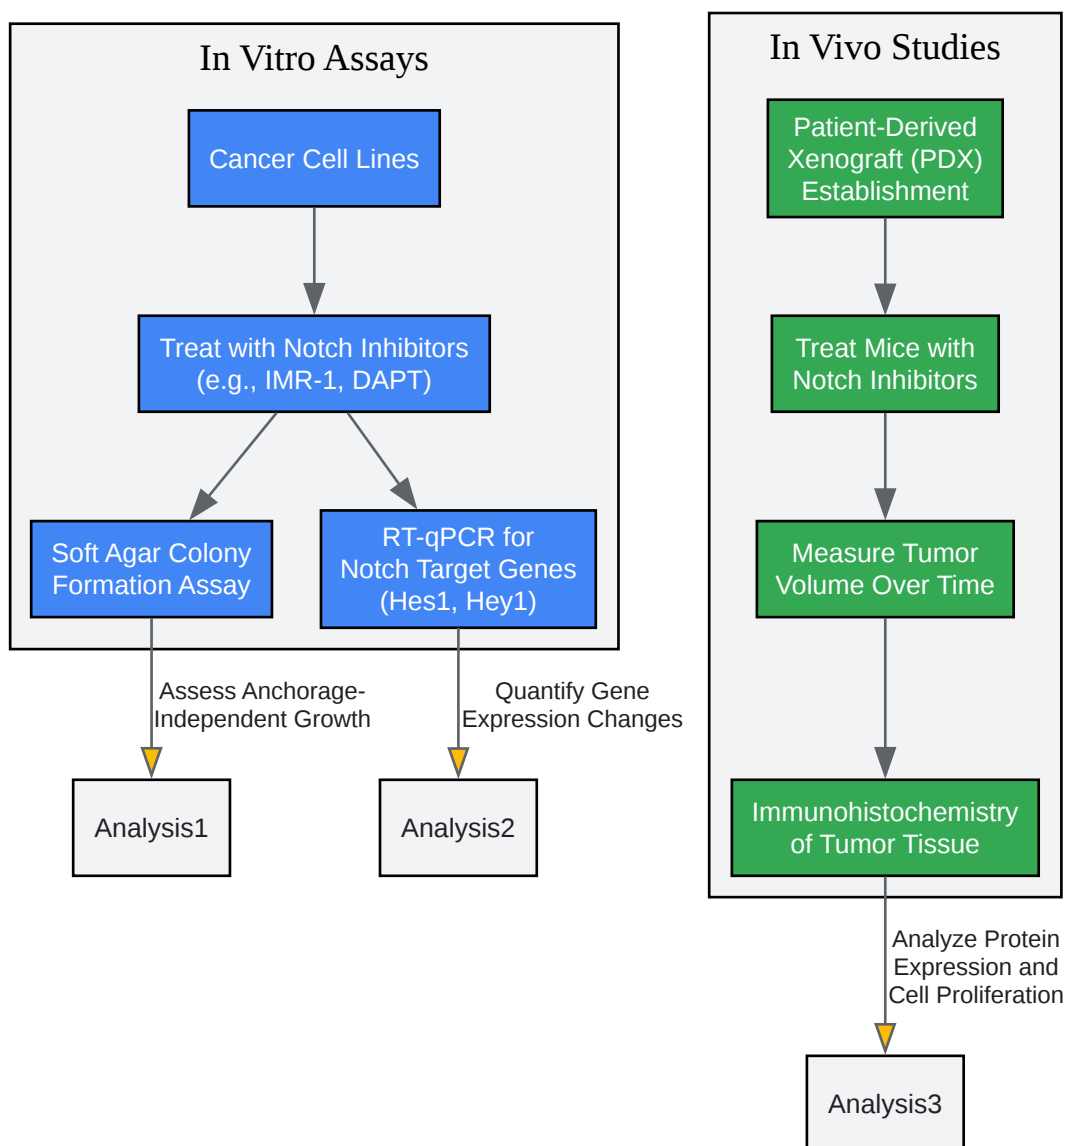 In Vitro Assays
Cancer Cell Lines
Treat with Notch Inhibitors
(e.g., IMR-1, DAPT)
Soft Agar Colony
Formation Assay
RT-qPCR for
Notch Target Genes
(Hes1, Hey1)
Assess Anchorage-
Independent Growth
Quantify Gene
Expression Changes
Analysis1
Analysis2
In Vivo Studies
Patient-Derived
Xenograft (PDX)
Establishment
Treat Mice with
Notch Inhibitors
Measure Tumor
Volume Over Time
Immunohistochemistry
of Tumor Tissue
Analyze Protein
Expression and
Cell Proliferation
Analysis3